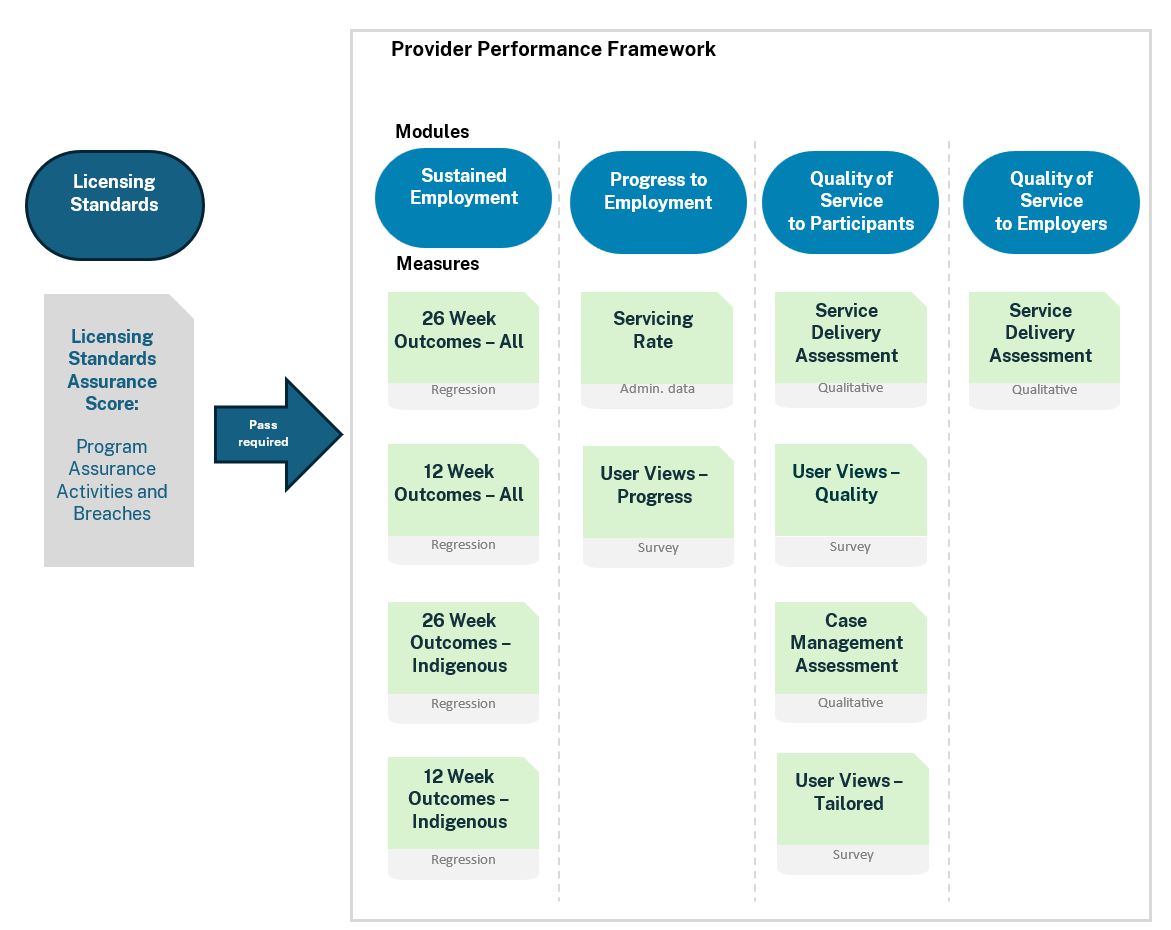 Provider Performance Framework
Licensing
Standards
Licensing
Standards
Assurance
Score:
Program
Assurance
Activities and
Breaches
Pass
required
Modules
Sustained
Employment
Progress to
Employment
Quality of
Service
to Participants
Quality of
Service
to Employers
Measures
26 Week
Outcomes – All
Regression
12 Week
Outcomes – All
Regression
26 Week
Outcomes –
Indigenous
Regression
12 Week
Outcomes –
Indigenous
Regression
Servicing
Rate
Admin. data
User Views –
Progress
Survey
Service
Delivery
Assessment
Qualitative
User Views –
Quality
Survey
Case
Management
Assessment
Qualitative
User Views –
Tailored
Survey
Service
Delivery
Assessment
Qualitative